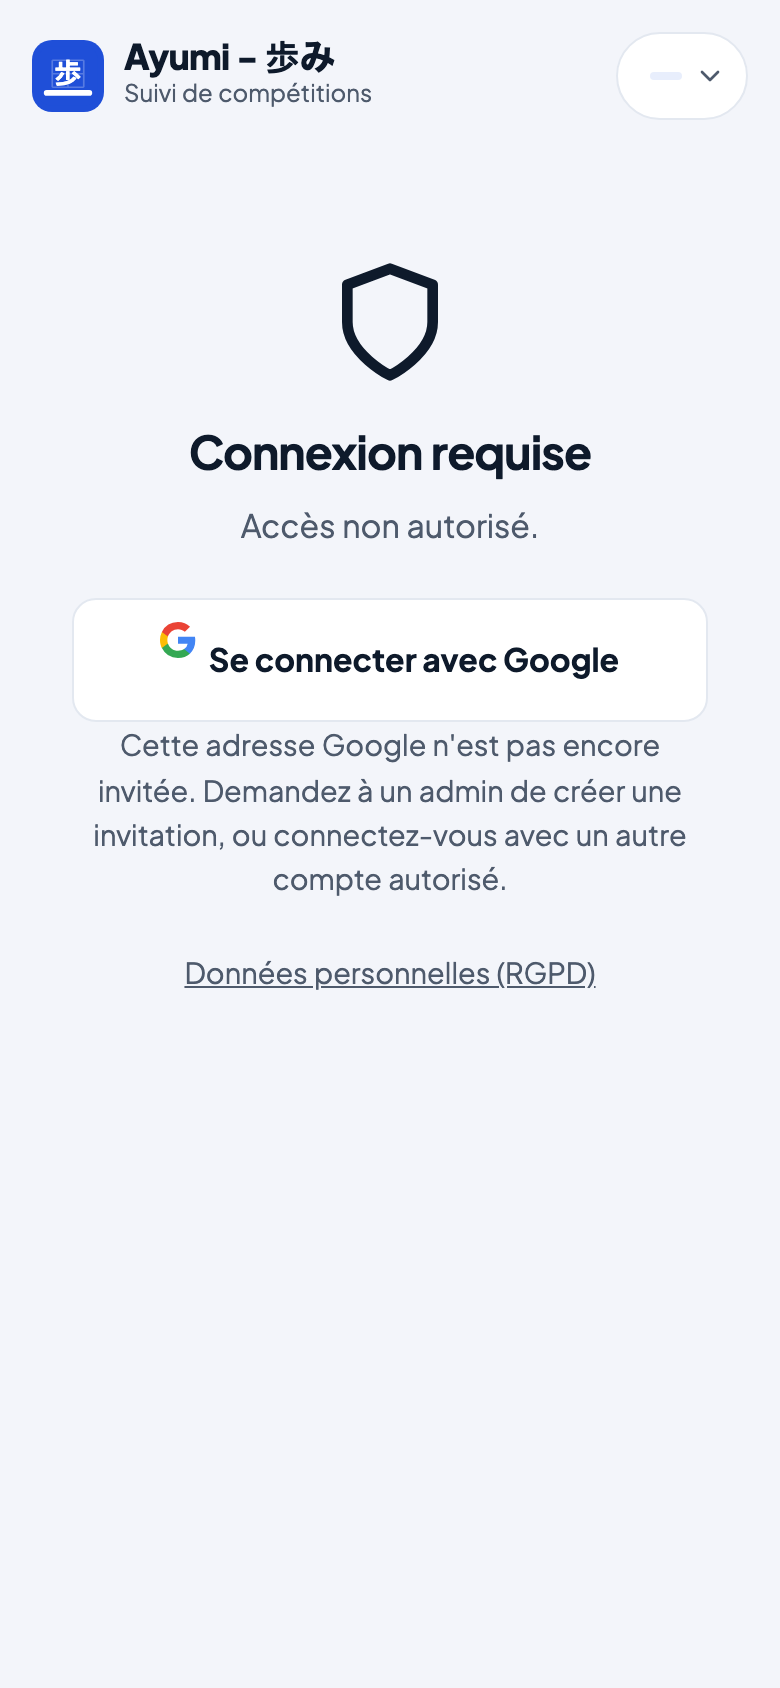 歩
Ayumi – 歩み
Suivi de compétitions
Connexion requise
Accès non autorisé.
Se connecter avec Google
Cette adresse Google n'est pas encore
invitée. Demandez à un admin de créer une
invitation, ou connectez-vous avec un autre
compte autorisé.
Données personnelles (RGPD)